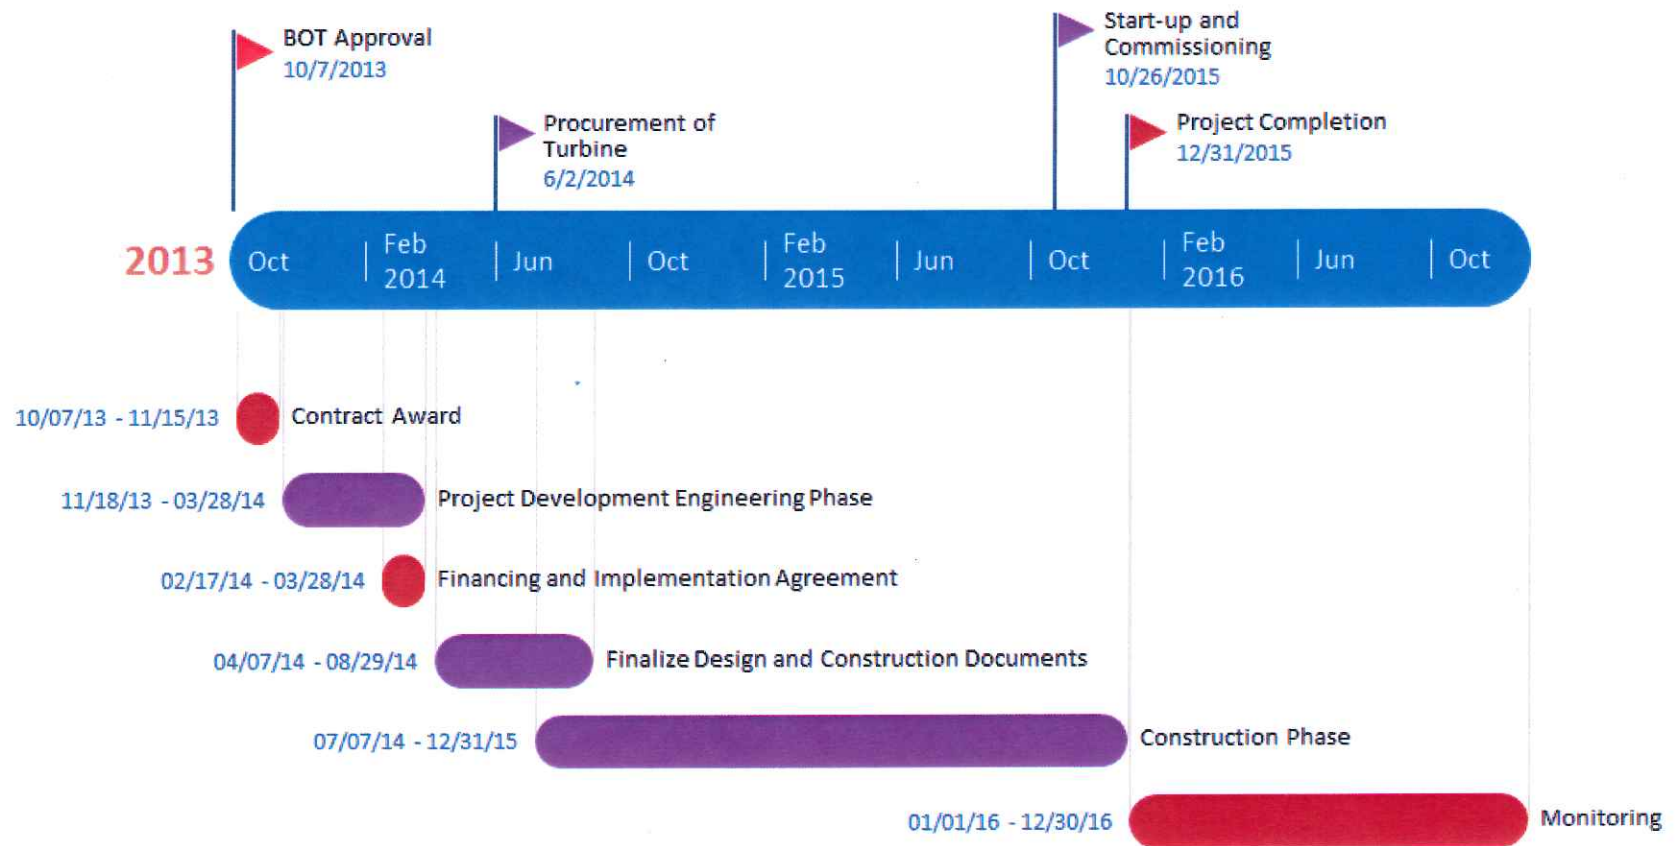 BOT Approval
10/7/2013
Start-up and
Commissioning
10/26/2015
Procurement of
Turbine
6/2/2014
Project Completion
12/31/2015
2013
Oct
Feb
2014
Jun
Oct
Feb
2015
Jun
Oct
Feb
2016
Jun
Oct
10/07/13 - 11/15/13 Contract Award
11/18/13 - 03/28/14 Project Development Engineering Phase
02/17/14 - 03/28/14 Financing and Implementation Agreement
04/07/14 - 08/29/14 Finalize Design and Construction Documents
07/07/14 - 12/31/15 Construction Phase
01/01/16 - 12/30/16 Monitoring